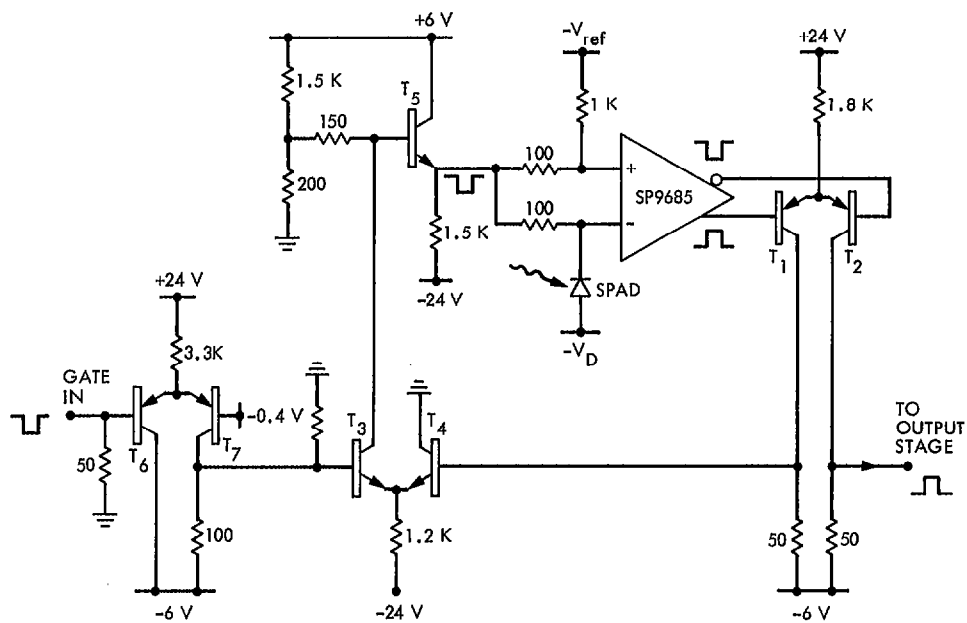 +6 V
-V ref
+24 V
1.5 K
T5
150
1 K
1.8 K
200
100
+
SP9685
100
-
1.5 K
T1
T2
-24 V
SPAD
-VD
+24 V
3.3K
GATE IN
-0.4 V
T3
T4
T6
T7
TO
OUTPUT
STAGE
50
100
1.2 K
50
50
-6 V
-24 V
-6 V